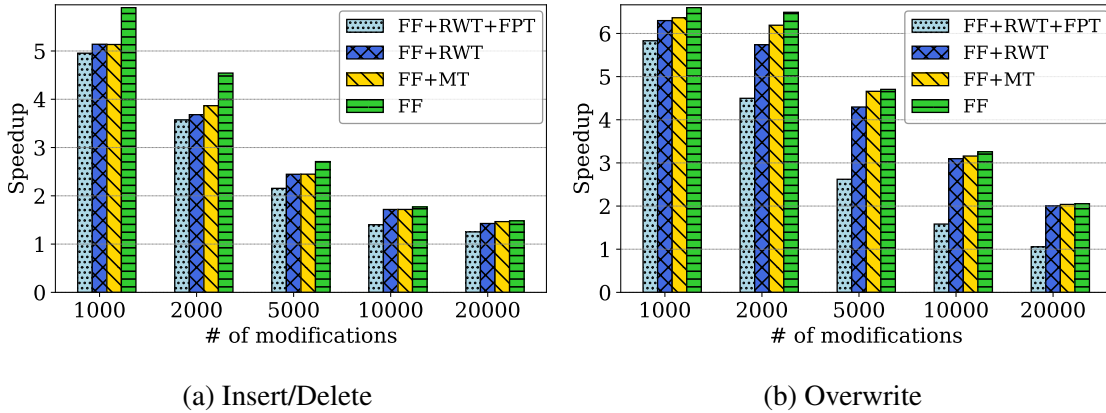 FF+RWT+FPT
FF+RWT
FF+MT
FF
Speedup
5
4
3
2
1
0
1000 2000 5000 10000 20000
# of modifications
(a) Insert/Delete
FF+RWT+FPT
FF+RWT
FF+MT
FF
Speedup
6
5
4
3
2
1
0
1000 2000 5000 10000 20000
# of modifications
(b) Overwrite